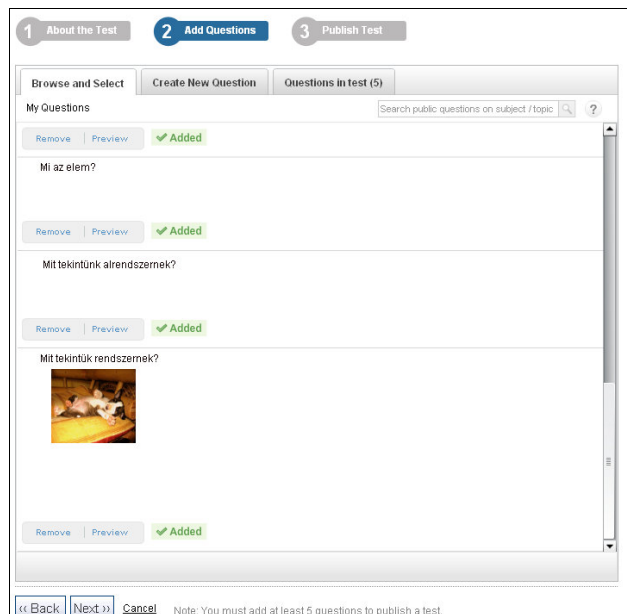 1 About the Test 2 Add Questions 3 Publish Test
Browse and Select Create New Question Questions in test (5)
My Questions Search public questions on subject / topic ?
Remove | Preview Added
Mi az elem?
Remove | Preview Added
Mit tekintünk alrendszernek?
Remove | Preview Added
Mit tekintük rendszernek?
Remove | Preview Added
‹‹ Back Next ›› Cancel Note: You must add at least 5 questions to publish a test.